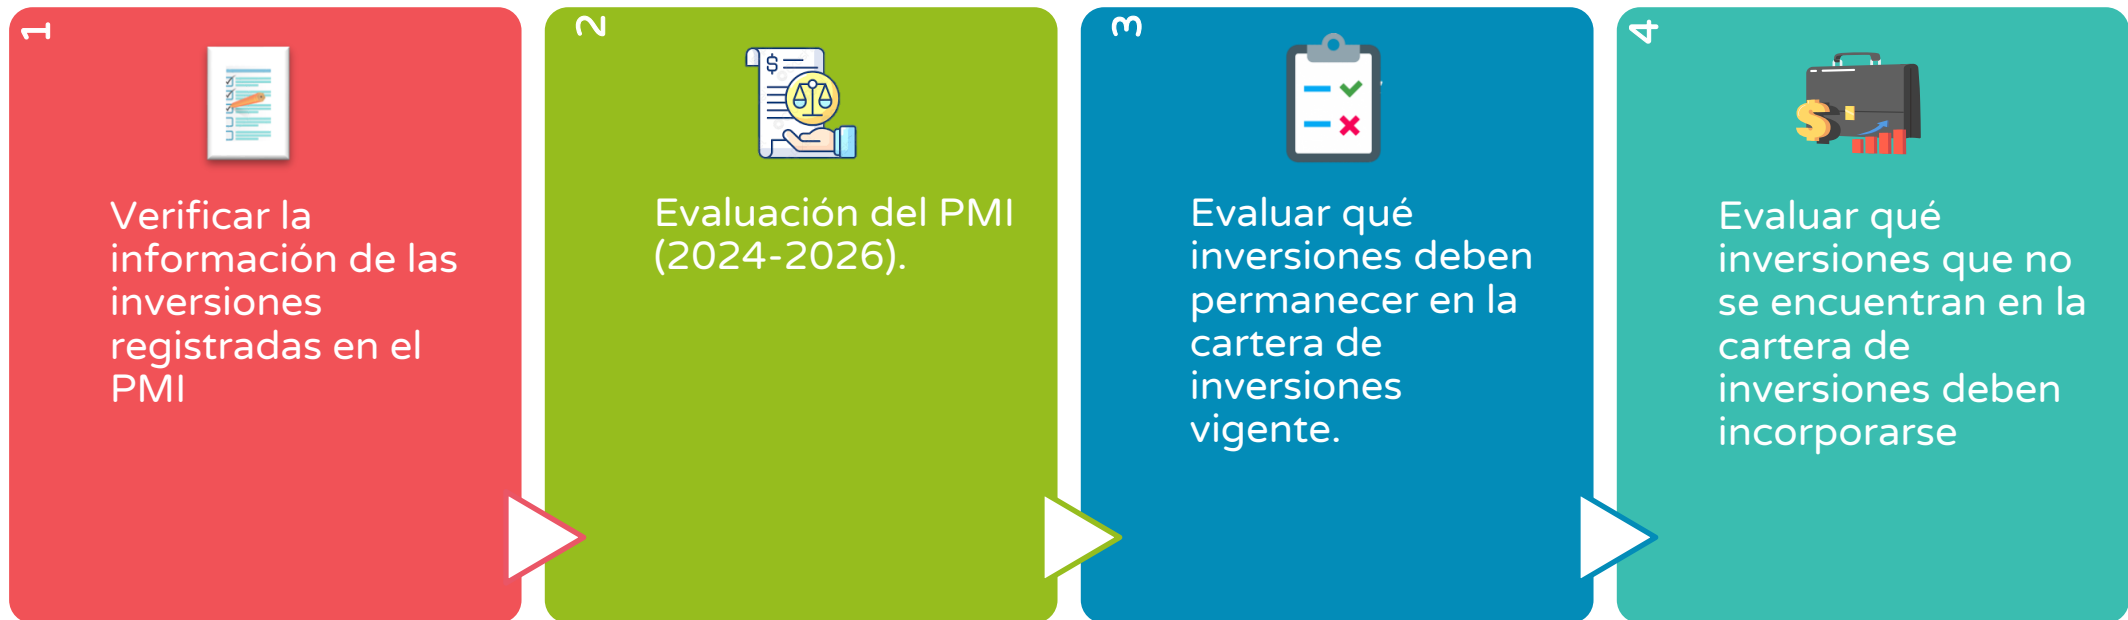 1
Verificar la
información de las
inversiones
registradas en el
PMI
2
$
Evaluación del PMI
(2024-2026).
3
Evaluar qué
inversiones deben
permanecer en la
cartera de
inversiones
vigente.
4
$
Evaluar qué
inversiones que no
se encuentran en la
cartera de
inversiones deben
incorporarse